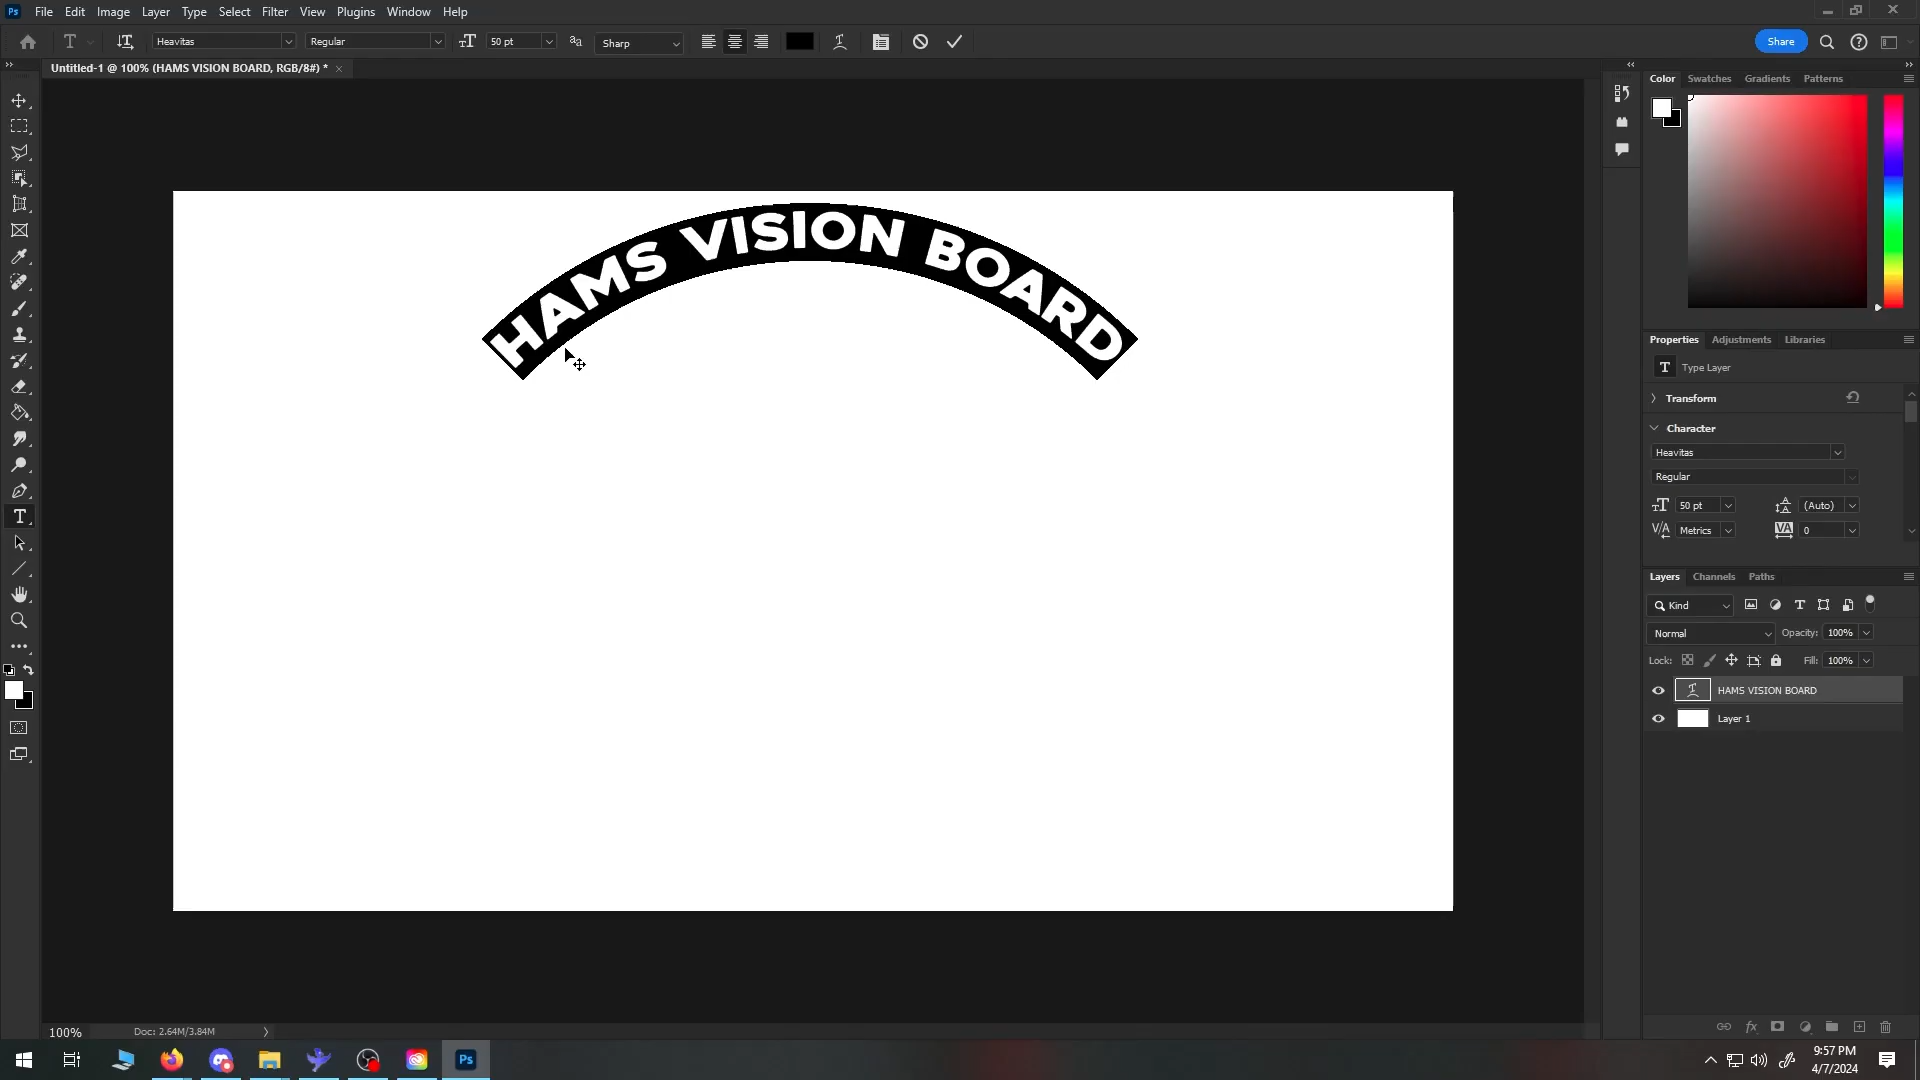 Ps File Edit Image Layer Type Select Filter View Plugins Window Help
Heavitas Regular 50 pt Sharp Share
Untitled-1 @ 100% (HAMS VISION BOARD, RGB/8#) *
Color Swatches Gradients Patterns
HAMS VISION BOARD
Properties Adjustments Libraries
T Type Layer
Transform
Character
Heavitas
Regular
50 pt (Auto)
Metrics 0
Layers Channels Paths
Kind
Normal Opacity: 100%
Lock: Fill: 100%
HAMS VISION BOARD
Layer 1
100% Doc: 2.64M/3.84M
Ps
9:57 PM
4/7/2024